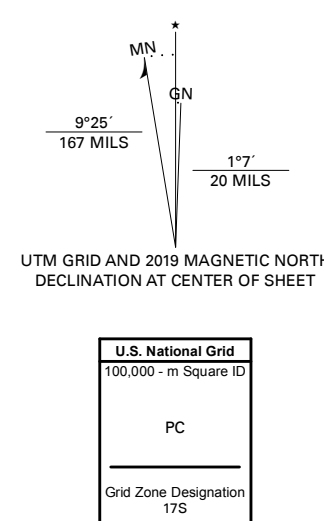 ★
MN
GN
9°25´
167 MILS
1°7´
20 MILS
UTM GRID AND 2019 MAGNETIC NORTH
DECLINATION AT CENTER OF SHEET
U.S. National Grid
100,000 - m Square ID
PC
Grid Zone Designation
17S